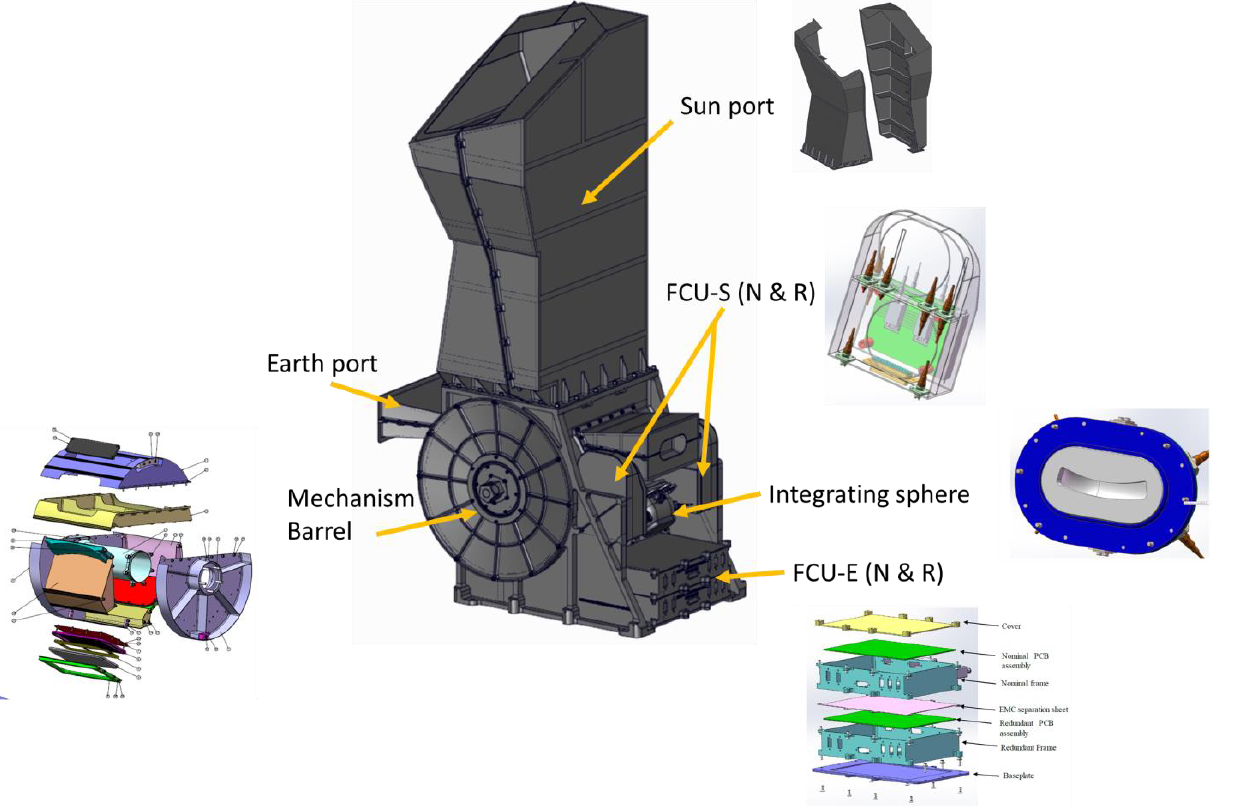 Sun port
FCU-S (N & R)
Earth port
Mechanism
Barrel
Integrating sphere
FCU-E (N & R)
Cover
Nominal PCB
assembly
Nominal frame
EMC separation sheet
Redundant PCB
assembly
Redundant Frame
Baseplate